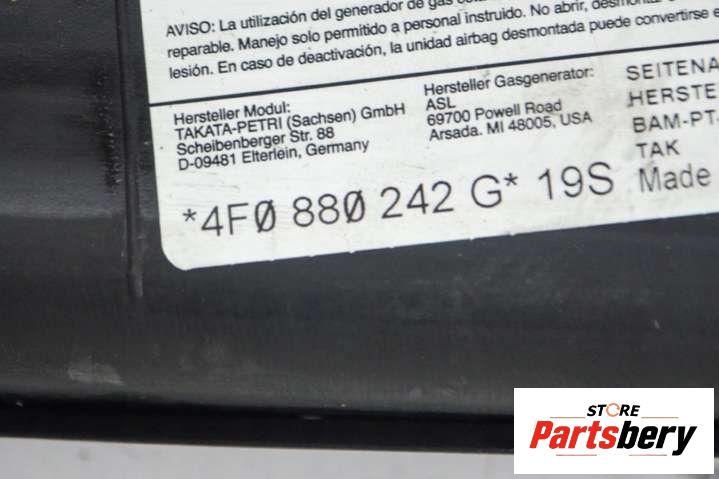 AVISO: La utilización del generador de gas
reparable. Manejo solo permitido a personal instruido. No abrir,
lesión. En caso de deactivación, la unidad airbag desmontada puede convertirse e
Hersteller Modul:
TAKATA-PETRI (Sachsen) GmbH
Scheibenberger Str. 88
D-09481 Elterlein, Germany
Hersteller Gasgenerator:
ASL
69700 Powell Road
Arsada. MI 48005, USA
SEITENA
HERSTE
BAM-PT-
TAK
Made
*4F0 880 242 G* 19S
STORE
Partsbery